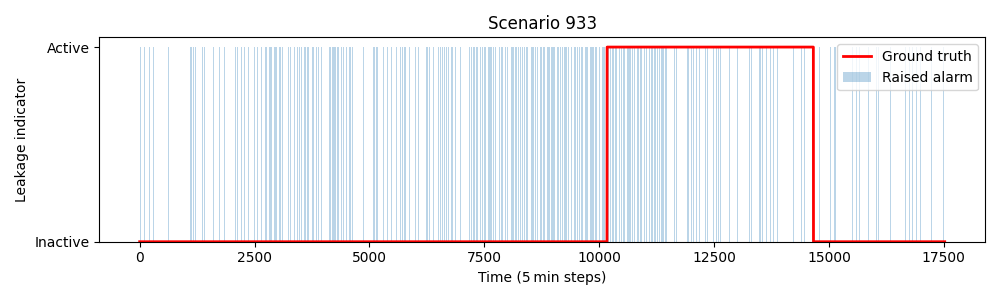 Scenario 933
Active
Inactive
Leakage indicator
Ground truth
Raised alarm
0
2500
5000
7500
10000
12500
15000
17500
Time (5 min steps)